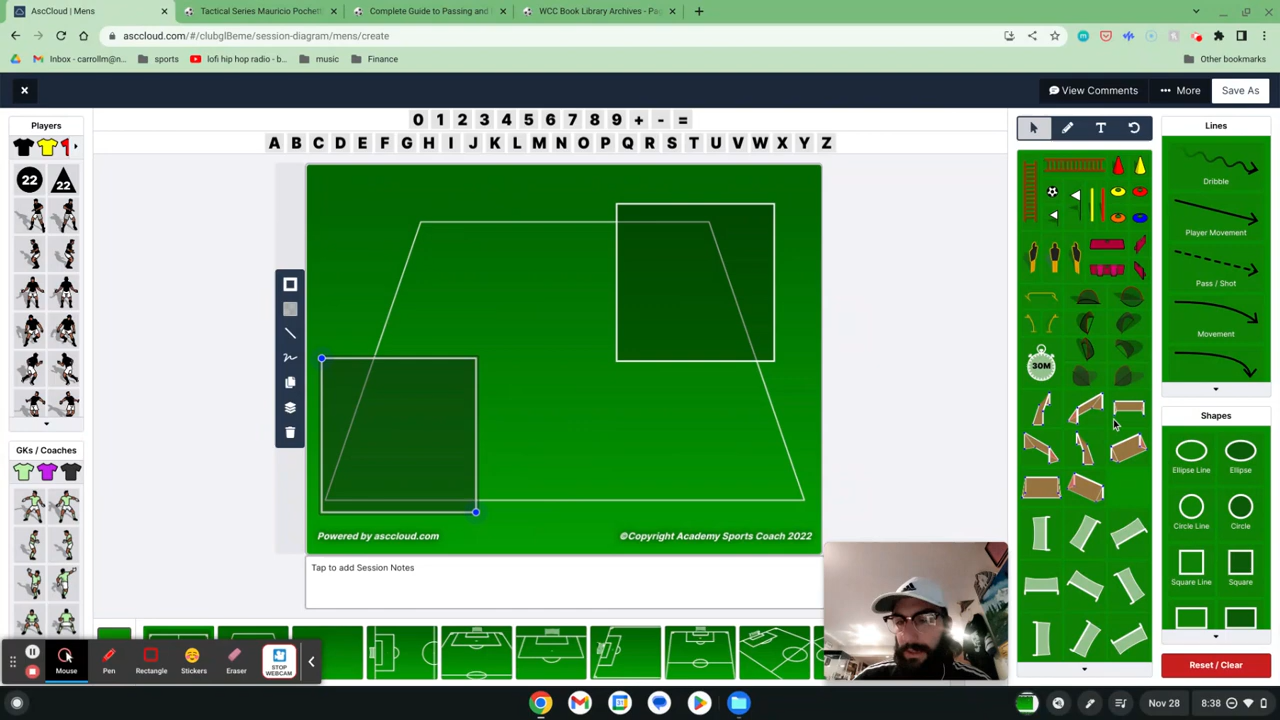 AscCloud | Mens
Tactical Series Mauricio Pochett
Complete Guide to Passing and
WCC Book Library Archives - Pag
asccloud.com/#/clubglBeme/session-diagram/mens/create
Inbox - carrollm@n...
sports
lofi hip hop radio - b...
music
Finance
Other bookmarks
View Comments
More
Save As
0 1 2 3 4 5 6 7 8 9 + - =
A B C D E F G H I J K L M N O P Q R S T U V W X Y Z
Players
22
22
Lines
Dribble
Player Movement
Pass / Shot
Movement
30M
GKs / Coaches
Shapes
Ellipse Line
Ellipse
Circle Line
Circle
Square Line
Square
Powered by asccloud.com
©Copyright Academy Sports Coach 2022
Tap to add Session Notes
Mouse
Pen
Rectangle
Stickers
Eraser
STOP
WEBCAM
Reset / Clear
Nov 28
8:38